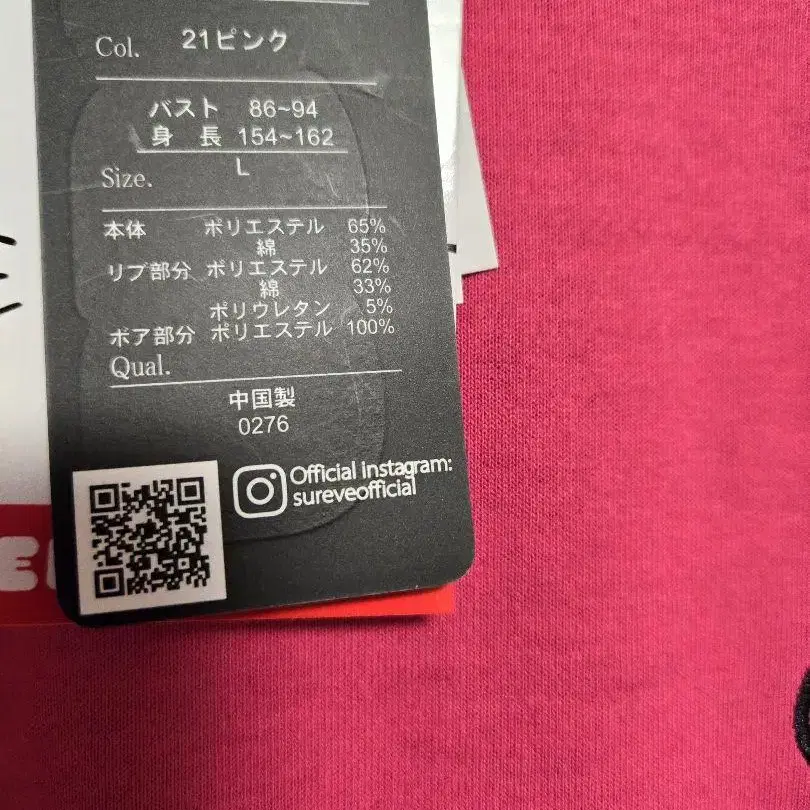 Col. 21ピンク
バスト 86~94
身 長 154~162
Size. L
本体 ポリエステル 65%
綿 35%
リブ部分 ポリエステル 62%
綿 33%
ポリウレタン 5%
ボア部分 ポリエステル 100%
Qual.
中国製
0276
Official instagram:
sureveofficial